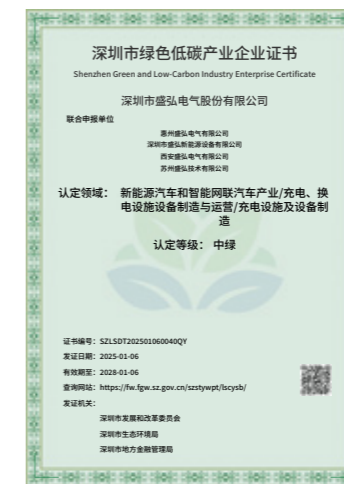 深圳市绿色低碳产业企业证书
Shenzhen Green and Low-Carbon Industry Enterprise Certificate
深圳市盛弘电气股份有限公司
联合申报单位
惠州盛弘电气有限公司
深圳市盛弘新能源设备有限公司
西安盛弘电气有限公司
苏州盛弘技术有限公司
认定领域： 新能源汽车和智能网联汽车产业/充电、换
电设施设备制造与运营/充电设施及设备制
造
认定等级： 中绿
证书编号：SZLSDT202501060040QY
发证日期：2025-01-06
有效期至：2028-01-06
查询网站：https://fw.fgw.sz.gov.cn/szstywpt/lscysb/
发证机关：
深圳市发展和改革委员会
深圳市生态环境局
深圳市地方金融管理局